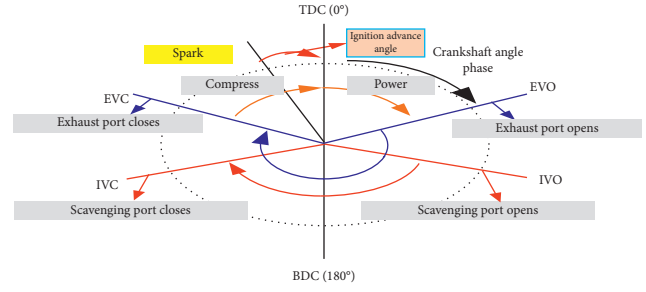 TDC (0°)
Ignition advance
angle
Spark
Crankshaft angle
phase
Compress
Power
EVC
EVO
Exhaust port closes
Exhaust port opens
IVC
IVO
Scavenging port closes
Scavenging port opens
BDC (180°)